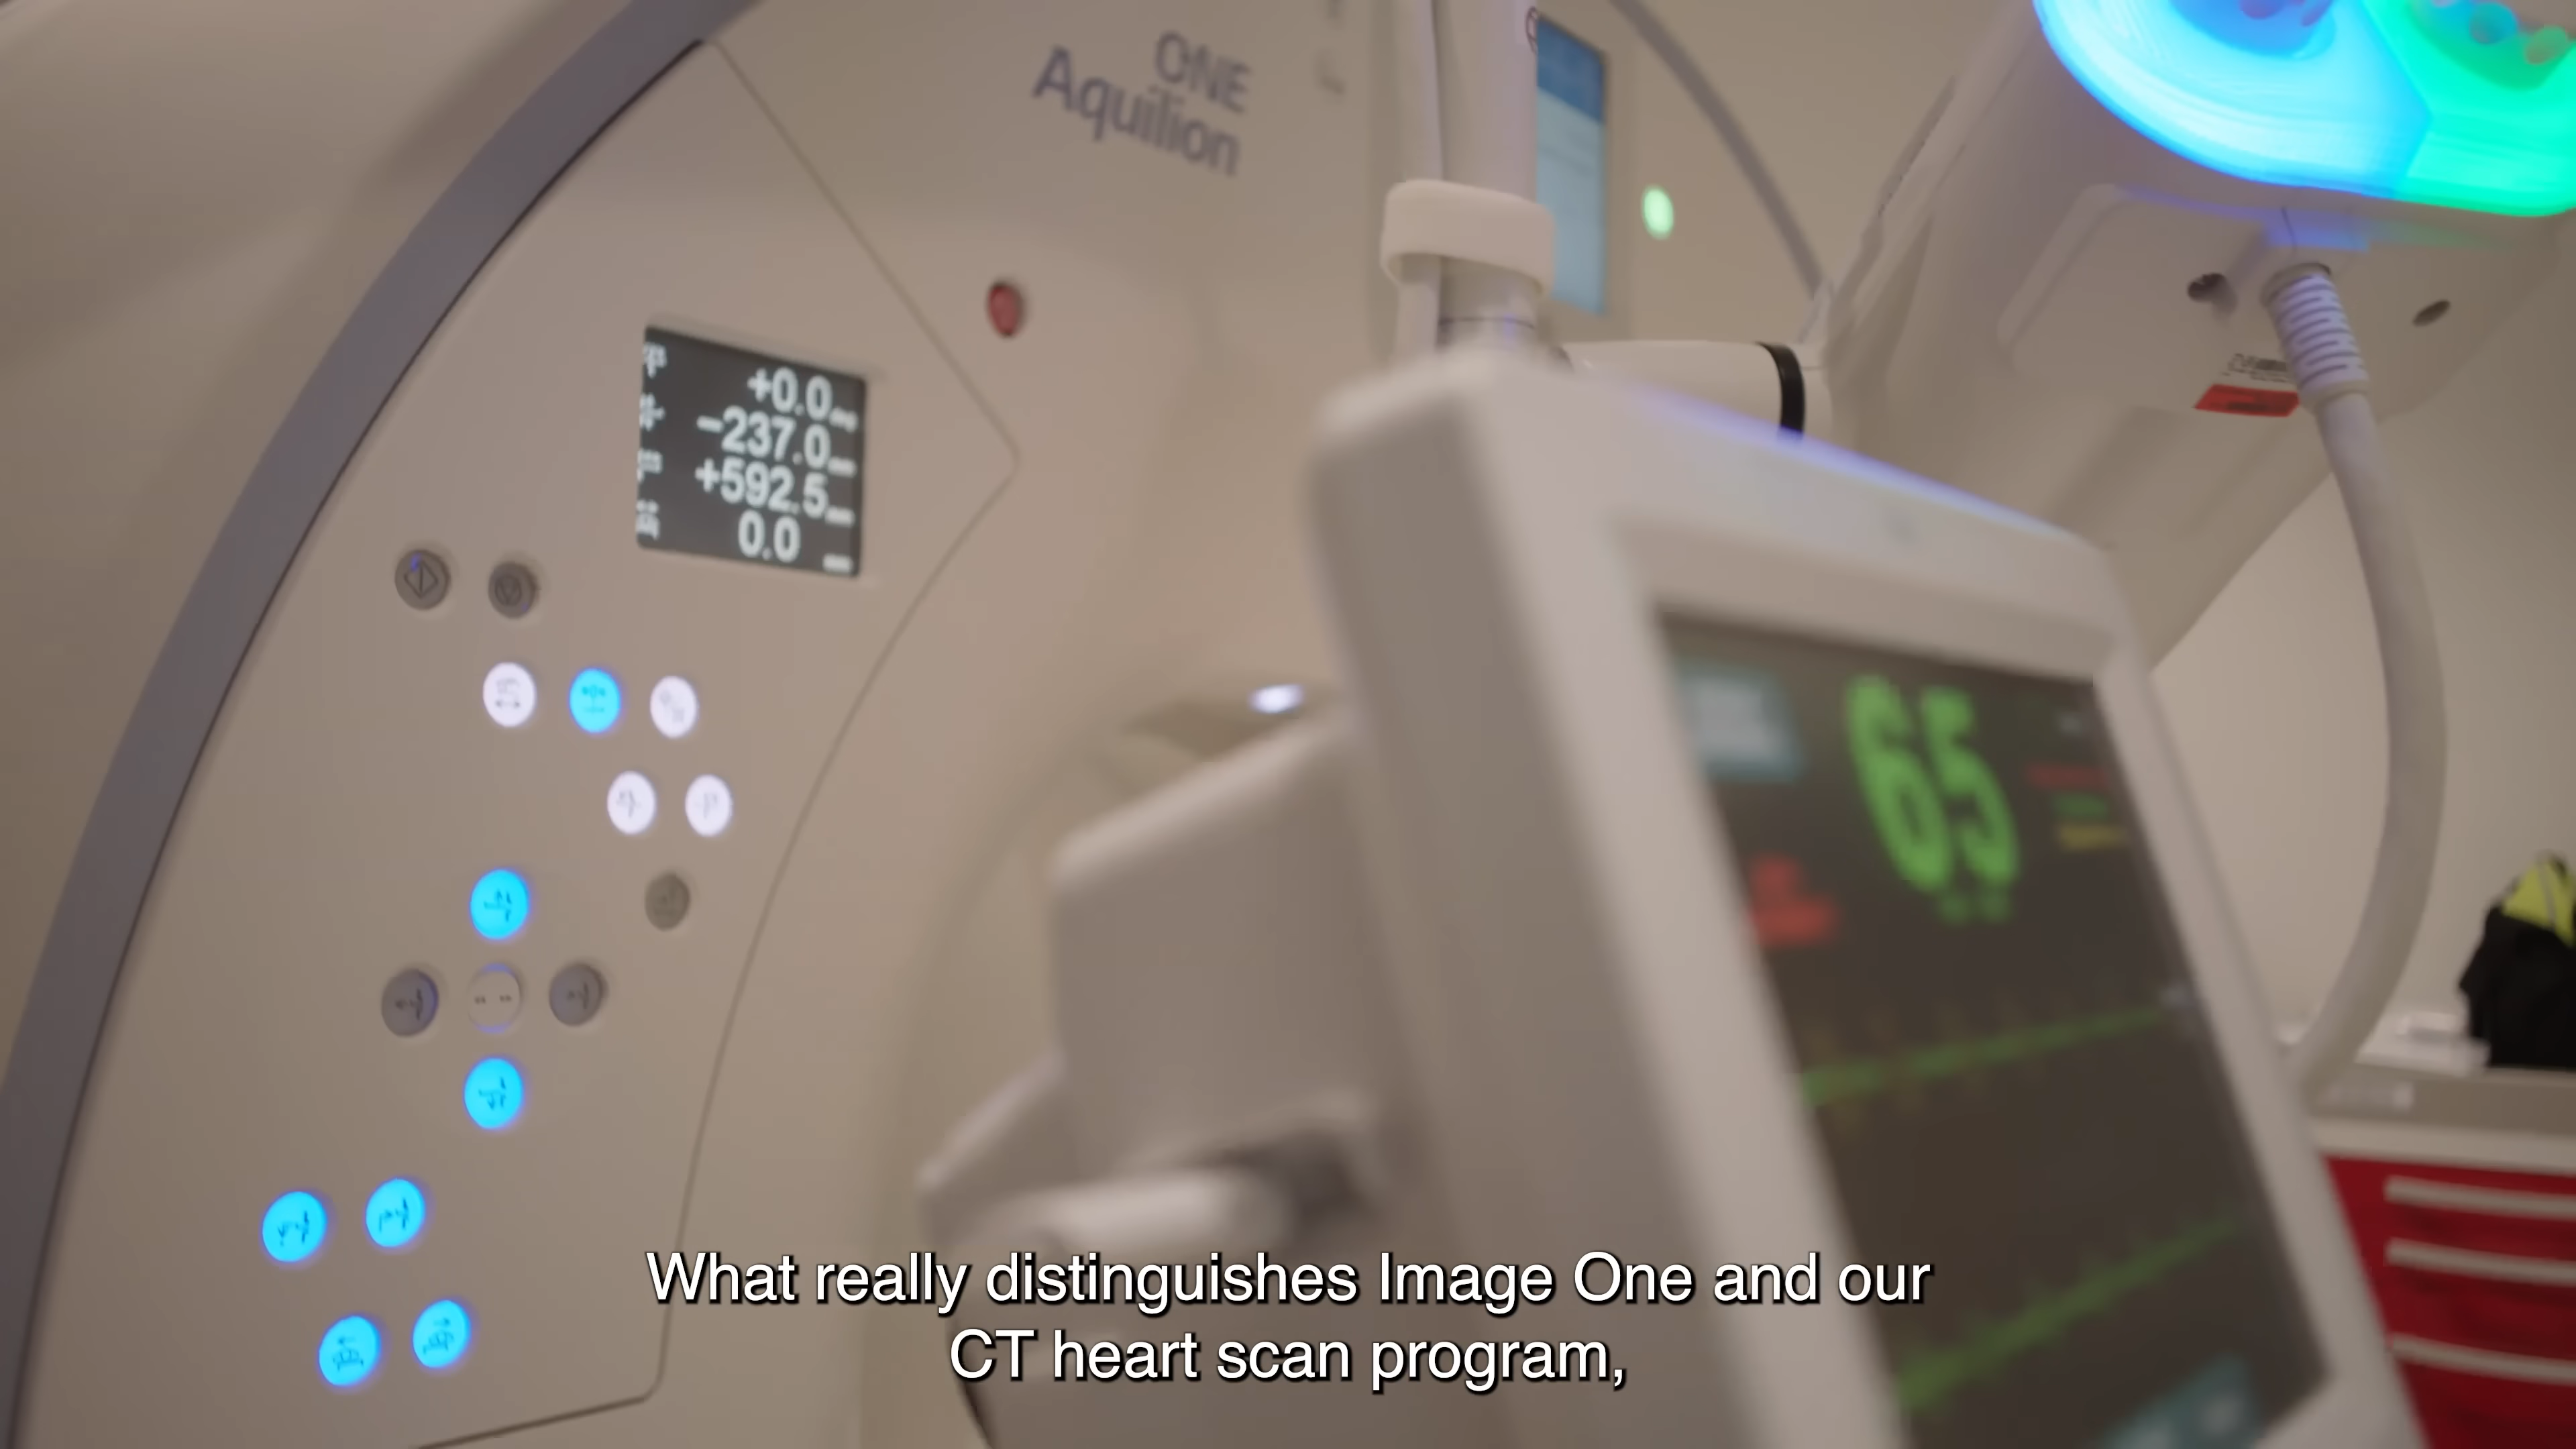 ONE
Aquilion
+0.0
-237.0
+592.5
0.0
65
What really distinguishes Image One and our
CT heart scan program,